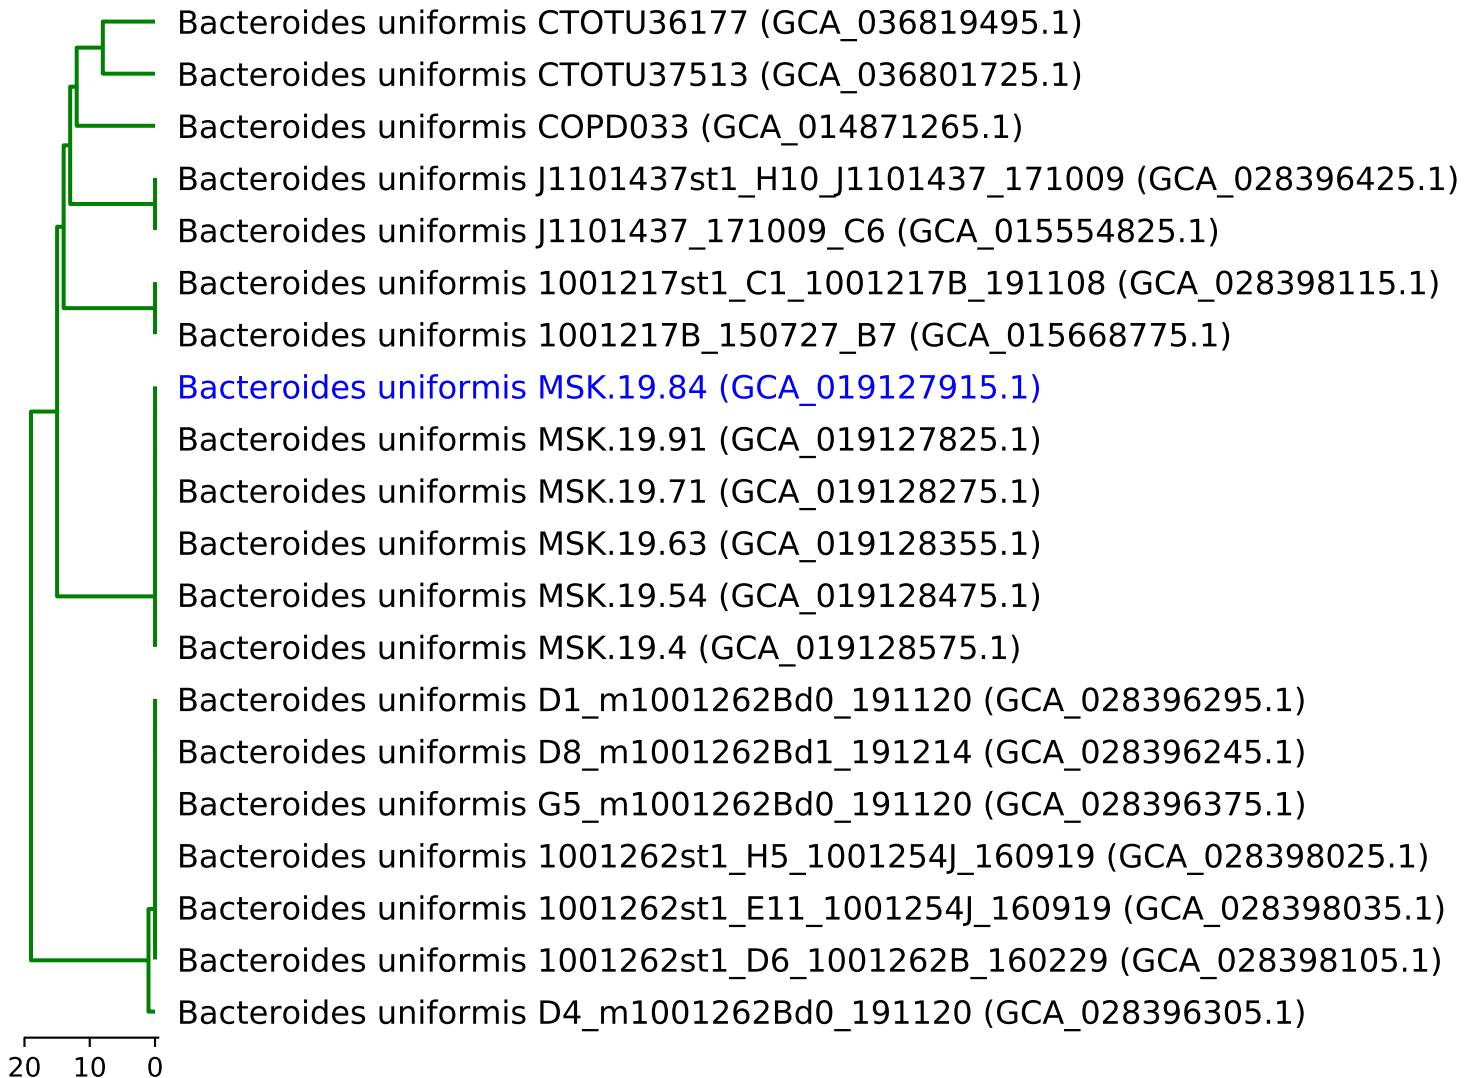 Bacteroides uniformis CTOTU36177 (GCA_036819495.1)
Bacteroides uniformis CTOTU37513 (GCA_036801725.1)
Bacteroides uniformis COPD033 (GCA_014871265.1)
Bacteroides uniformis J1101437st1_H10_J1101437_171009 (GCA_028396425.1)
Bacteroides uniformis J1101437_171009_C6 (GCA_015554825.1)
Bacteroides uniformis 1001217st1_C1_1001217B_191108 (GCA_028398115.1)
Bacteroides uniformis 1001217B_150727_B7 (GCA_015668775.1)
Bacteroides uniformis MSK.19.84 (GCA_019127915.1)
Bacteroides uniformis MSK.19.91 (GCA_019127825.1)
Bacteroides uniformis MSK.19.71 (GCA_019128275.1)
Bacteroides uniformis MSK.19.63 (GCA_019128355.1)
Bacteroides uniformis MSK.19.54 (GCA_019128475.1)
Bacteroides uniformis MSK.19.4 (GCA_019128575.1)
Bacteroides uniformis D1_m1001262Bd0_191120 (GCA_028396295.1)
Bacteroides uniformis D8_m1001262Bd1_191214 (GCA_028396245.1)
Bacteroides uniformis G5_m1001262Bd0_191120 (GCA_028396375.1)
Bacteroides uniformis 1001262st1_H5_1001254J_160919 (GCA_028398025.1)
Bacteroides uniformis 1001262st1_E11_1001254J_160919 (GCA_028398035.1)
Bacteroides uniformis 1001262st1_D6_1001262B_160229 (GCA_028398105.1)
Bacteroides uniformis D4_m1001262Bd0_191120 (GCA_028396305.1)
20 10 0